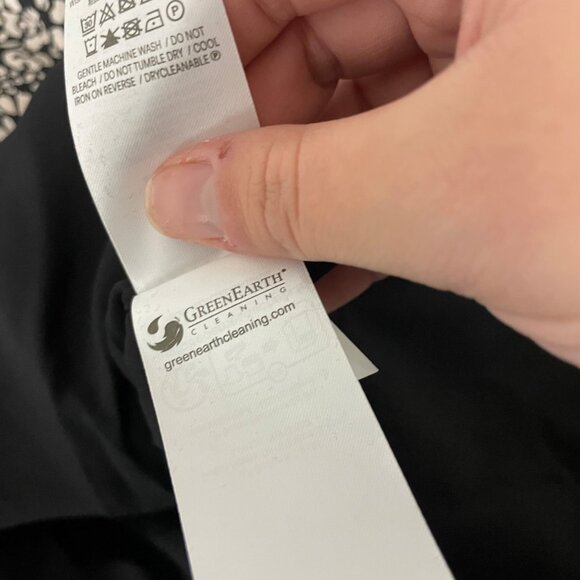 30
P
GENTLE MACHINE WASH / DO NOT
BLEACH / DO NOT TUMBLE DRY / COOL
IRON ON REVERSE / DRYCLEANABLE Ⓟ
GREENEARTH®
CLEANING
greenearthcleaning.com